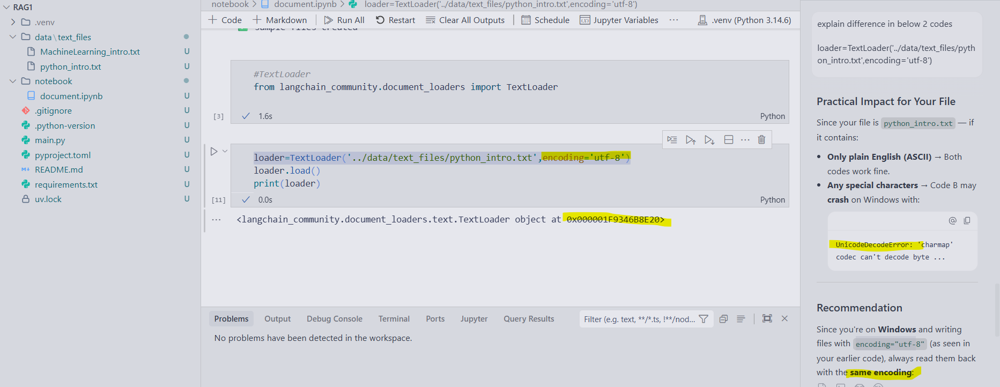 RAG1
.venv
data\text_files
MachineLearning_intro.txt U
python_intro.txt U
notebook
document.ipynb U
.gitignore U
.python-version U
main.py U
pyproject.toml U
README.md U
requirements.txt U
uv.lock U
notebook > document.ipynb > loader=TextLoader('../data/text_files/python_intro.txt',encoding='utf-8')
+ Code + Markdown Run All Restart Clear All Outputs Schedule Jupyter Variables ... .venv (Python 3.14.6)
sample files created
#TextLoader
from langchain_community.document_loaders import TextLoader
[3] 1.6s Python
loader=TextLoader('../data/text_files/python_intro.txt',encoding='utf-8')
loader.load()
print(loader)
[11] 0.0s Python
... <langchain_community.document_loaders.text.TextLoader object at 0x000001F9346B8E20>
Problems Output Debug Console Terminal Ports Jupyter Query Results Filter (e.g. text, **/*.ts, !**/nod...
No problems have been detected in the workspace.
explain difference in below 2 codes
loader=TextLoader('../data/text_files/pyth
on_intro.txt',encoding='utf-8')
Practical Impact for Your File
Since your file is python_intro.txt — if
it contains:
• Only plain English (ASCII) → Both
codes work fine.
• Any special characters → Code B may
crash on Windows with:
UnicodeDecodeError: 'charmap'
codec can't decode byte ...
Recommendation
Since you're on Windows and writing
files with encoding="utf-8" (as seen in
your earlier code), always read them back
with the same encoding: